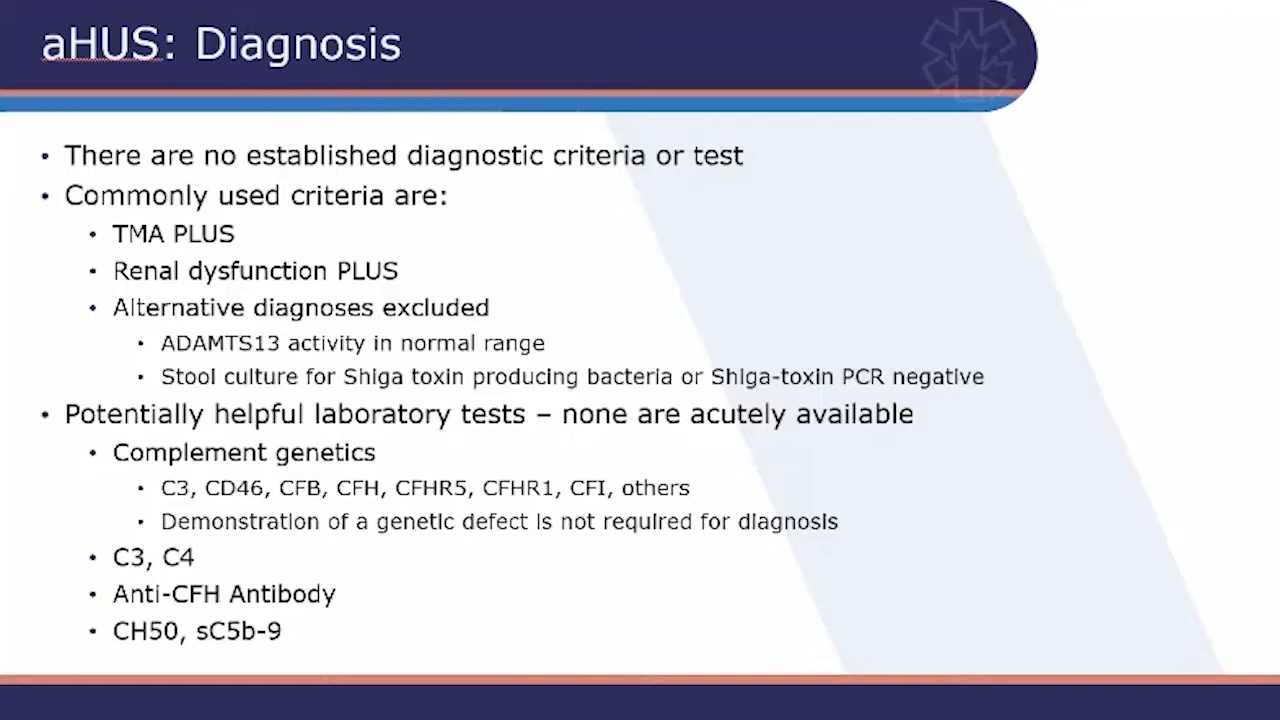 aHUS: Diagnosis
• There are no established diagnostic criteria or test
• Commonly used criteria are:
• TMA PLUS
• Renal dysfunction PLUS
• Alternative diagnoses excluded
• ADAMTS13 activity in normal range
• Stool culture for Shiga toxin producing bacteria or Shiga-toxin PCR negative
• Potentially helpful laboratory tests – none are acutely available
• Complement genetics
• C3, CD46, CFB, CFH, CFHR5, CFHR1, CFI, others
• Demonstration of a genetic defect is not required for diagnosis
• C3, C4
• Anti-CFH Antibody
• CH50, sC5b-9